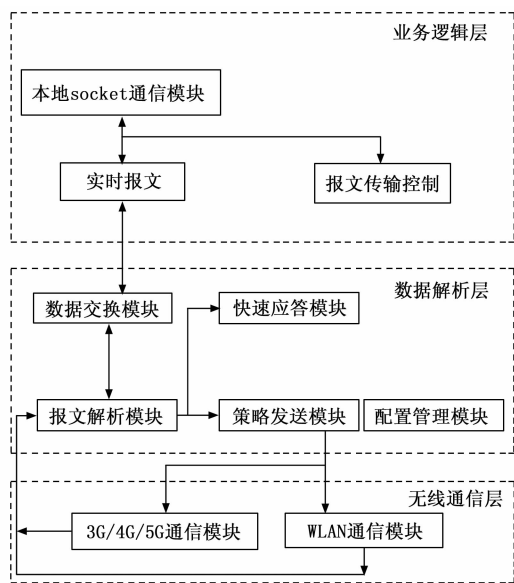 业务逻辑层
本地socket通信模块
实时报文
报文传输控制
数据解析层
数据交换模块
快速应答模块
报文解析模块
策略发送模块
配置管理模块
无线通信层
3G/4G/5G通信模块
WLAN通信模块